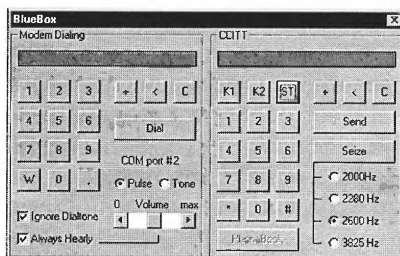 BlueBox
Modem Dialing
1 2 3 + < C
4 5 6 Dial
7 8 9 COM port #2
W 0 . Pulse Tone
Ignore Dialtone 0 Volume max
Always Hearly
CCITT
K1 K2 ST + < C
1 2 3 Send
4 5 6 Seize
7 8 9 2000Hz
* 0 # 2280 Hz
2600 Hz
PhoneBook 3825 Hz